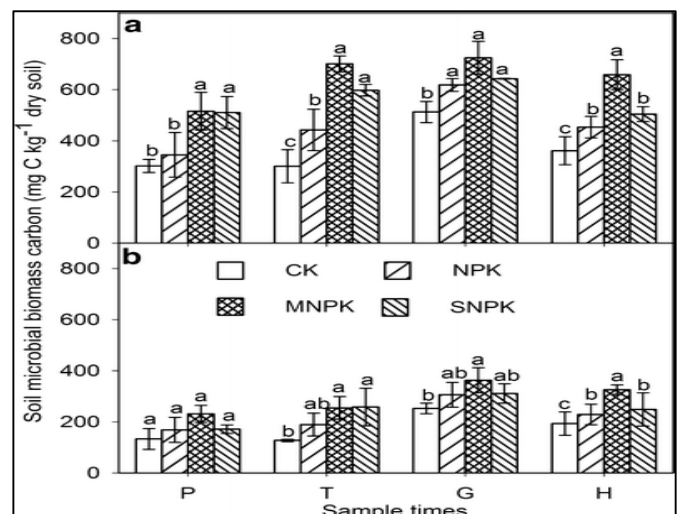 a
Soil microbial biomass carbon (mg C kg-1 dry soil)
800
600
400
200
0
b b a a
c b a a
b a a a
c b a b
b
CK NPK
MNPK SNPK
800
600
400
200
0
a a a a
b ab a a
b ab a ab
c b a b
P T G H
Sample times